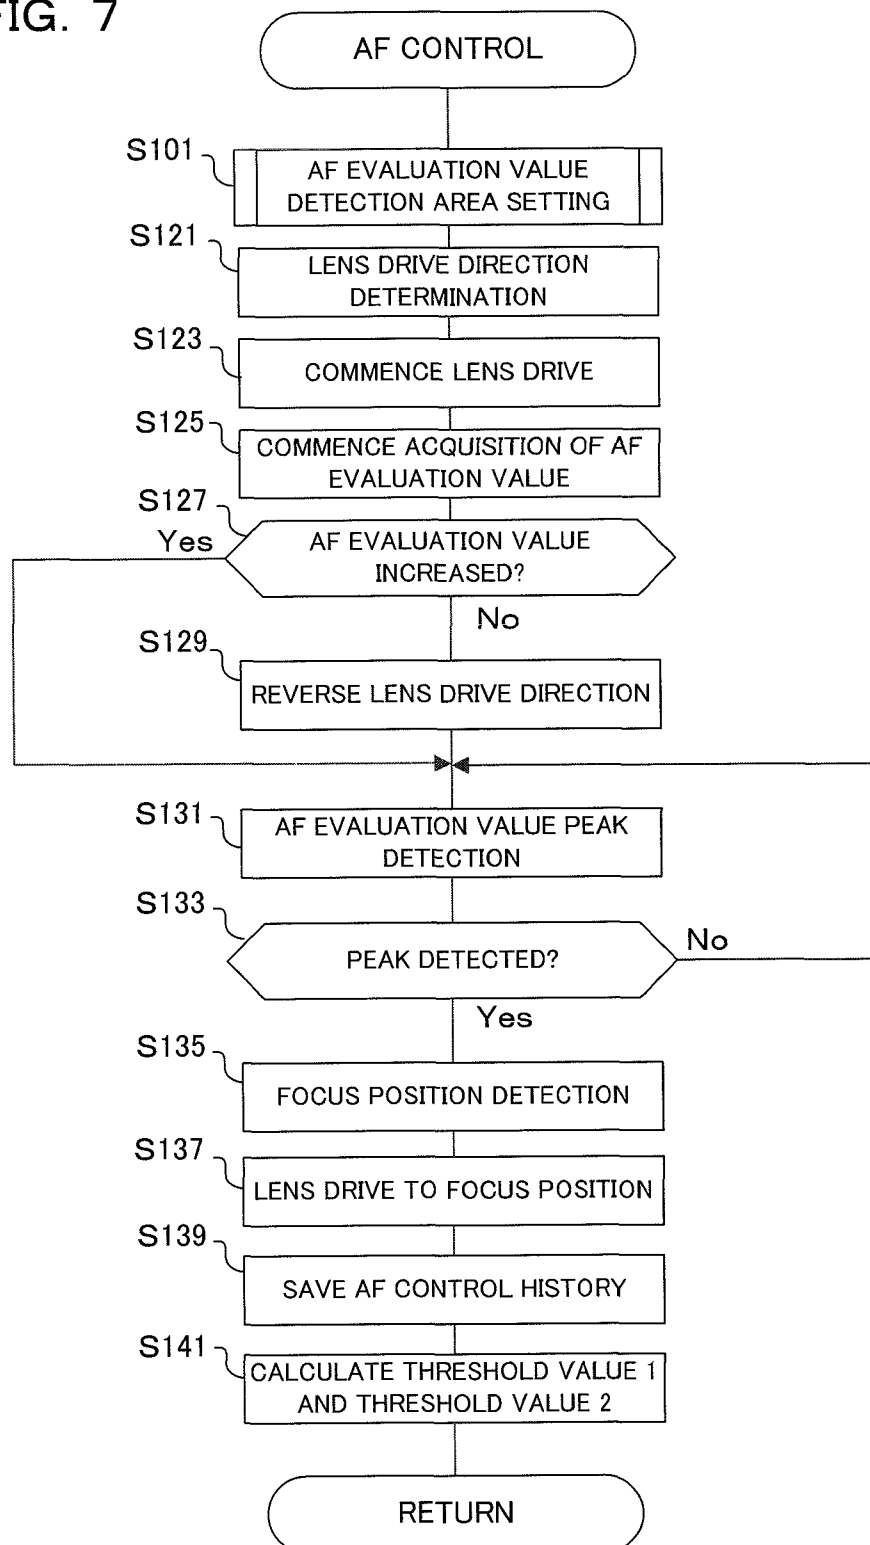 FIG. 7
AF CONTROL
S101
AF EVALUATION VALUE
DETECTION AREA SETTING
S121
LENS DRIVE DIRECTION
DETERMINATION
S123
COMMENCE LENS DRIVE
S125
COMMENCE ACQUISITION OF AF
EVALUATION VALUE
S127
AF EVALUATION VALUE
INCREASED?
Yes
No
S129
REVERSE LENS DRIVE DIRECTION
S131
AF EVALUATION VALUE PEAK
DETECTION
S133
PEAK DETECTED?
No
Yes
S135
FOCUS POSITION DETECTION
S137
LENS DRIVE TO FOCUS POSITION
S139
SAVE AF CONTROL HISTORY
S141
CALCULATE THRESHOLD VALUE 1
AND THRESHOLD VALUE 2
RETURN